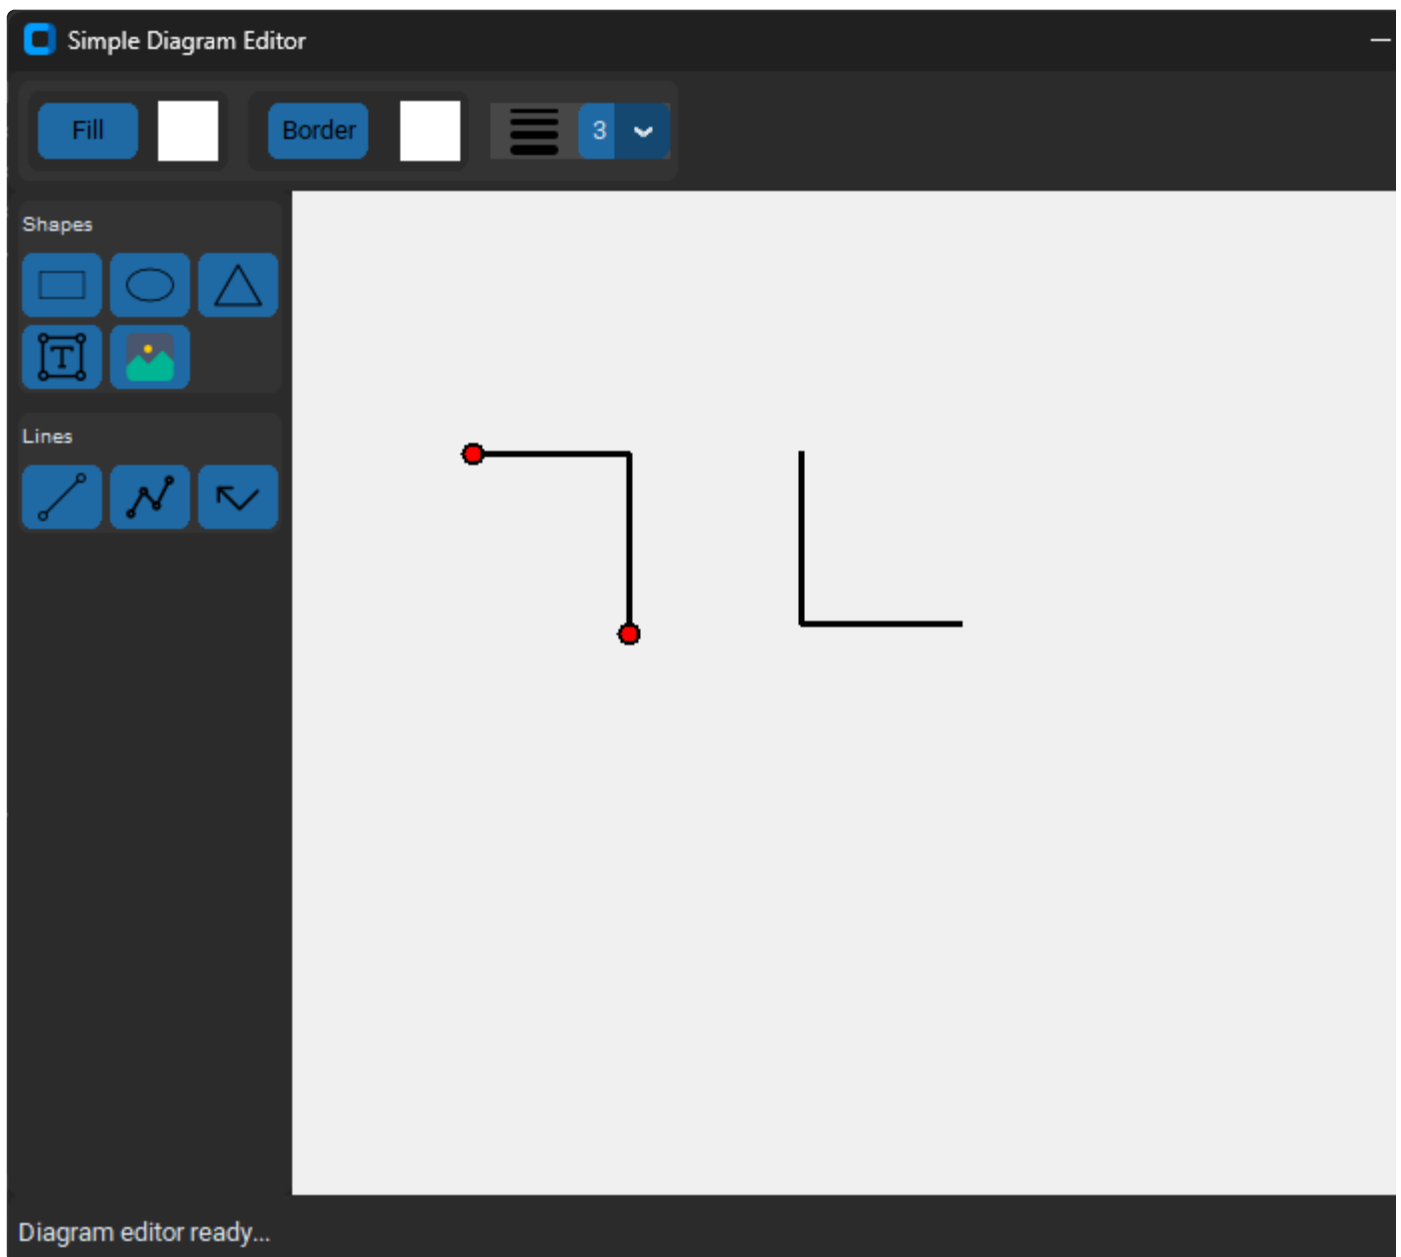 Simple Diagram Editor
Fill
Border
3
Shapes
T
Lines
Diagram editor ready...